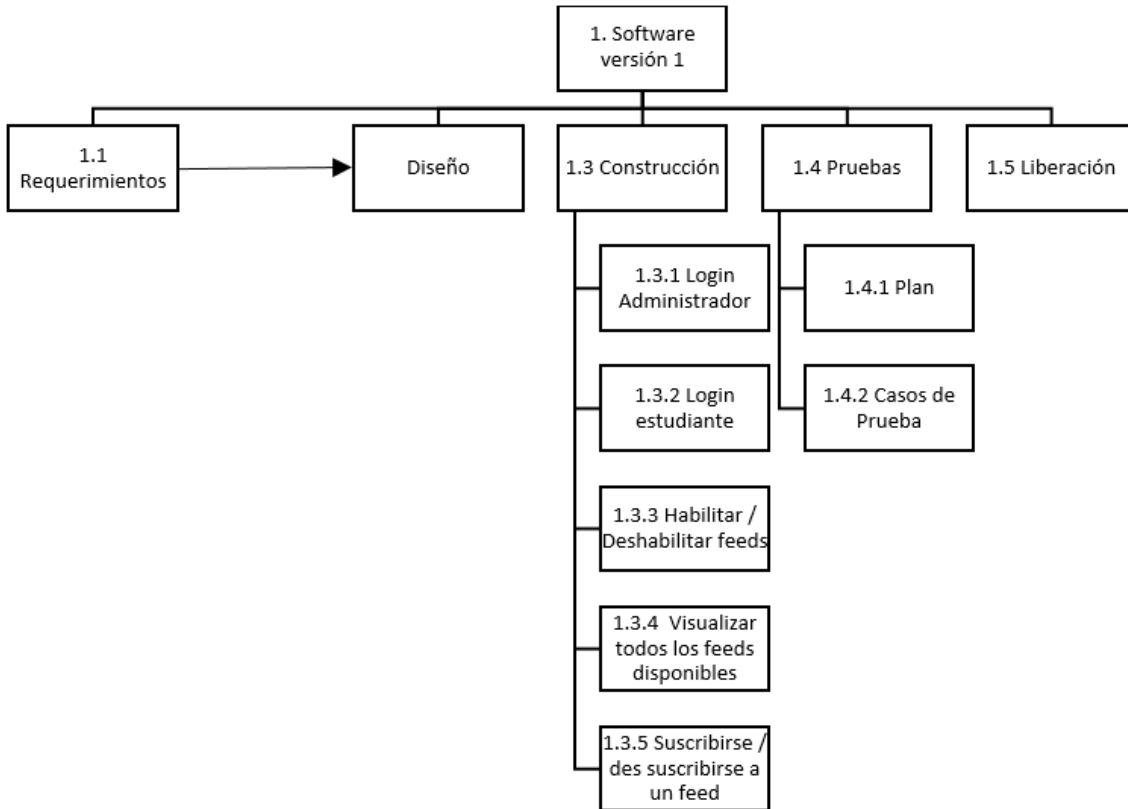 1. Software
versión 1
1.1
Requerimientos
Diseño
1.3 Construcción
1.4 Pruebas
1.5 Liberación
1.3.1 Login
Administrador
1.4.1 Plan
1.3.2 Login
estudiante
1.4.2 Casos de
Prueba
1.3.3 Habilitar /
Deshabilitar feeds
1.3.4 Visualizar
todos los feeds
disponibles
1.3.5 Suscribirse /
des suscribirse a
un feed